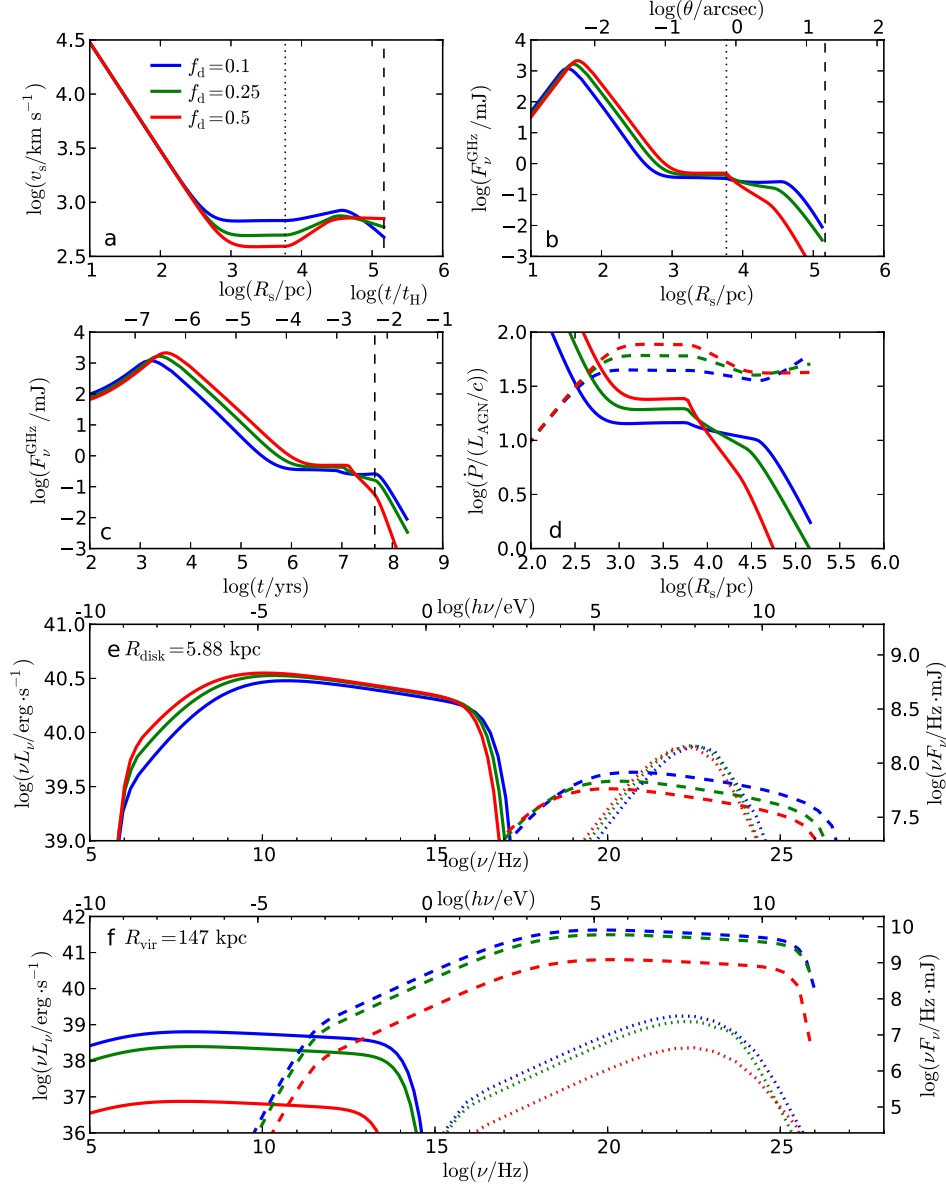 log(θ/arcsec)
−2 −1 0 1 2
4.5
4.0
3.5
3.0
2.5
log(v_s/km s⁻¹)
f_d=0.1
f_d=0.25
f_d=0.5
a
1 2 3 4 5 6
log(R_s/pc)
log(t/t_H)
4
3
2
1
0
−1
−2
−3
log(F_ν^GHz/mJ)
b
1 2 3 4 5 6
log(R_s/pc)
−7 −6 −5 −4 −3 −2 −1
4
3
2
1
0
−1
−2
−3
log(F_ν^GHz/mJ)
c
2 3 4 5 6 7 8 9
log(t/yrs)
2.0
1.5
1.0
0.5
0.0
log(Ṗ/(L_AGN/c))
d
2.0 2.5 3.0 3.5 4.0 4.5 5.0 5.5 6.0
log(R_s/pc)
-10 -5 0 5 10
log(hν/eV)
41.0
40.5
40.0
39.5
39.0
log(νL_ν/erg·s⁻¹)
e R_disk=5.88 kpc
9.0
8.5
8.0
7.5
log(νF_ν/Hz·mJ)
5 10 15 20 25
log(ν/Hz)
-10 -5 0 5 10
log(hν/eV)
42
41
40
39
38
37
36
log(νL_ν/erg·s⁻¹)
f R_vir=147 kpc
10
9
8
7
6
5
log(νF_ν/Hz·mJ)
5 10 15 20 25
log(ν/Hz)